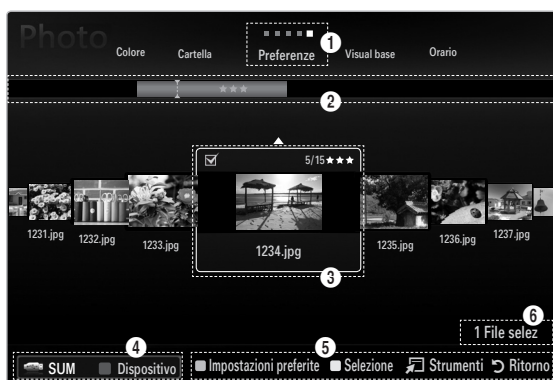 Photo
Colore Cartella Preferenze Visual base Orario
1
★★★
2
5/15★★★
1231.jpg 1232.jpg 1233.jpg 1234.jpg 1235.jpg 1236.jpg 1237.jpg
3
6
1 File selez
4 5
SUM Dispositivo Impostazioni preferite Selezione Strumenti Ritorno